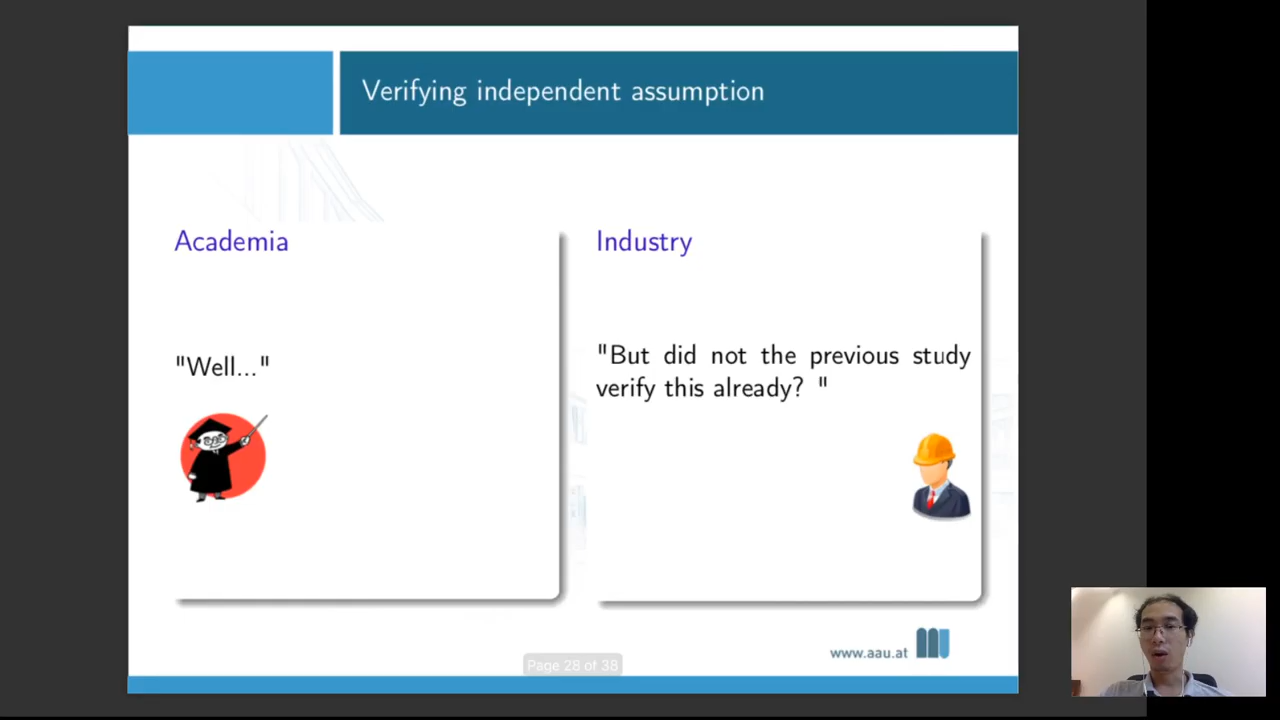 Verifying independent assumption
Academia
"Well..."
Industry
"But did not the previous study
verify this already? "
www.aau.at
Page 28 of 38